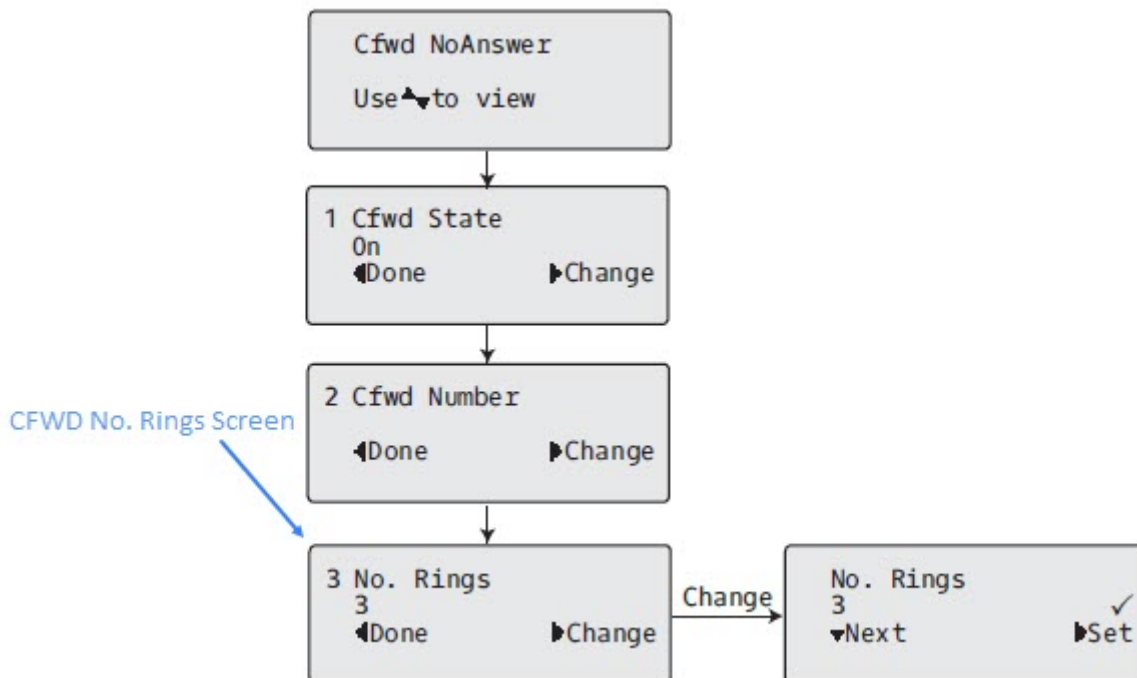 Cfwd NoAnswer
Use▲▼to view
1 Cfwd State
On
◀Done ▶Change
2 Cfwd Number
◀Done ▶Change
CFWD No. Rings Screen
3 No. Rings
3
◀Done ▶Change
Change
No. Rings
3 ✓
▼Next ▶Set